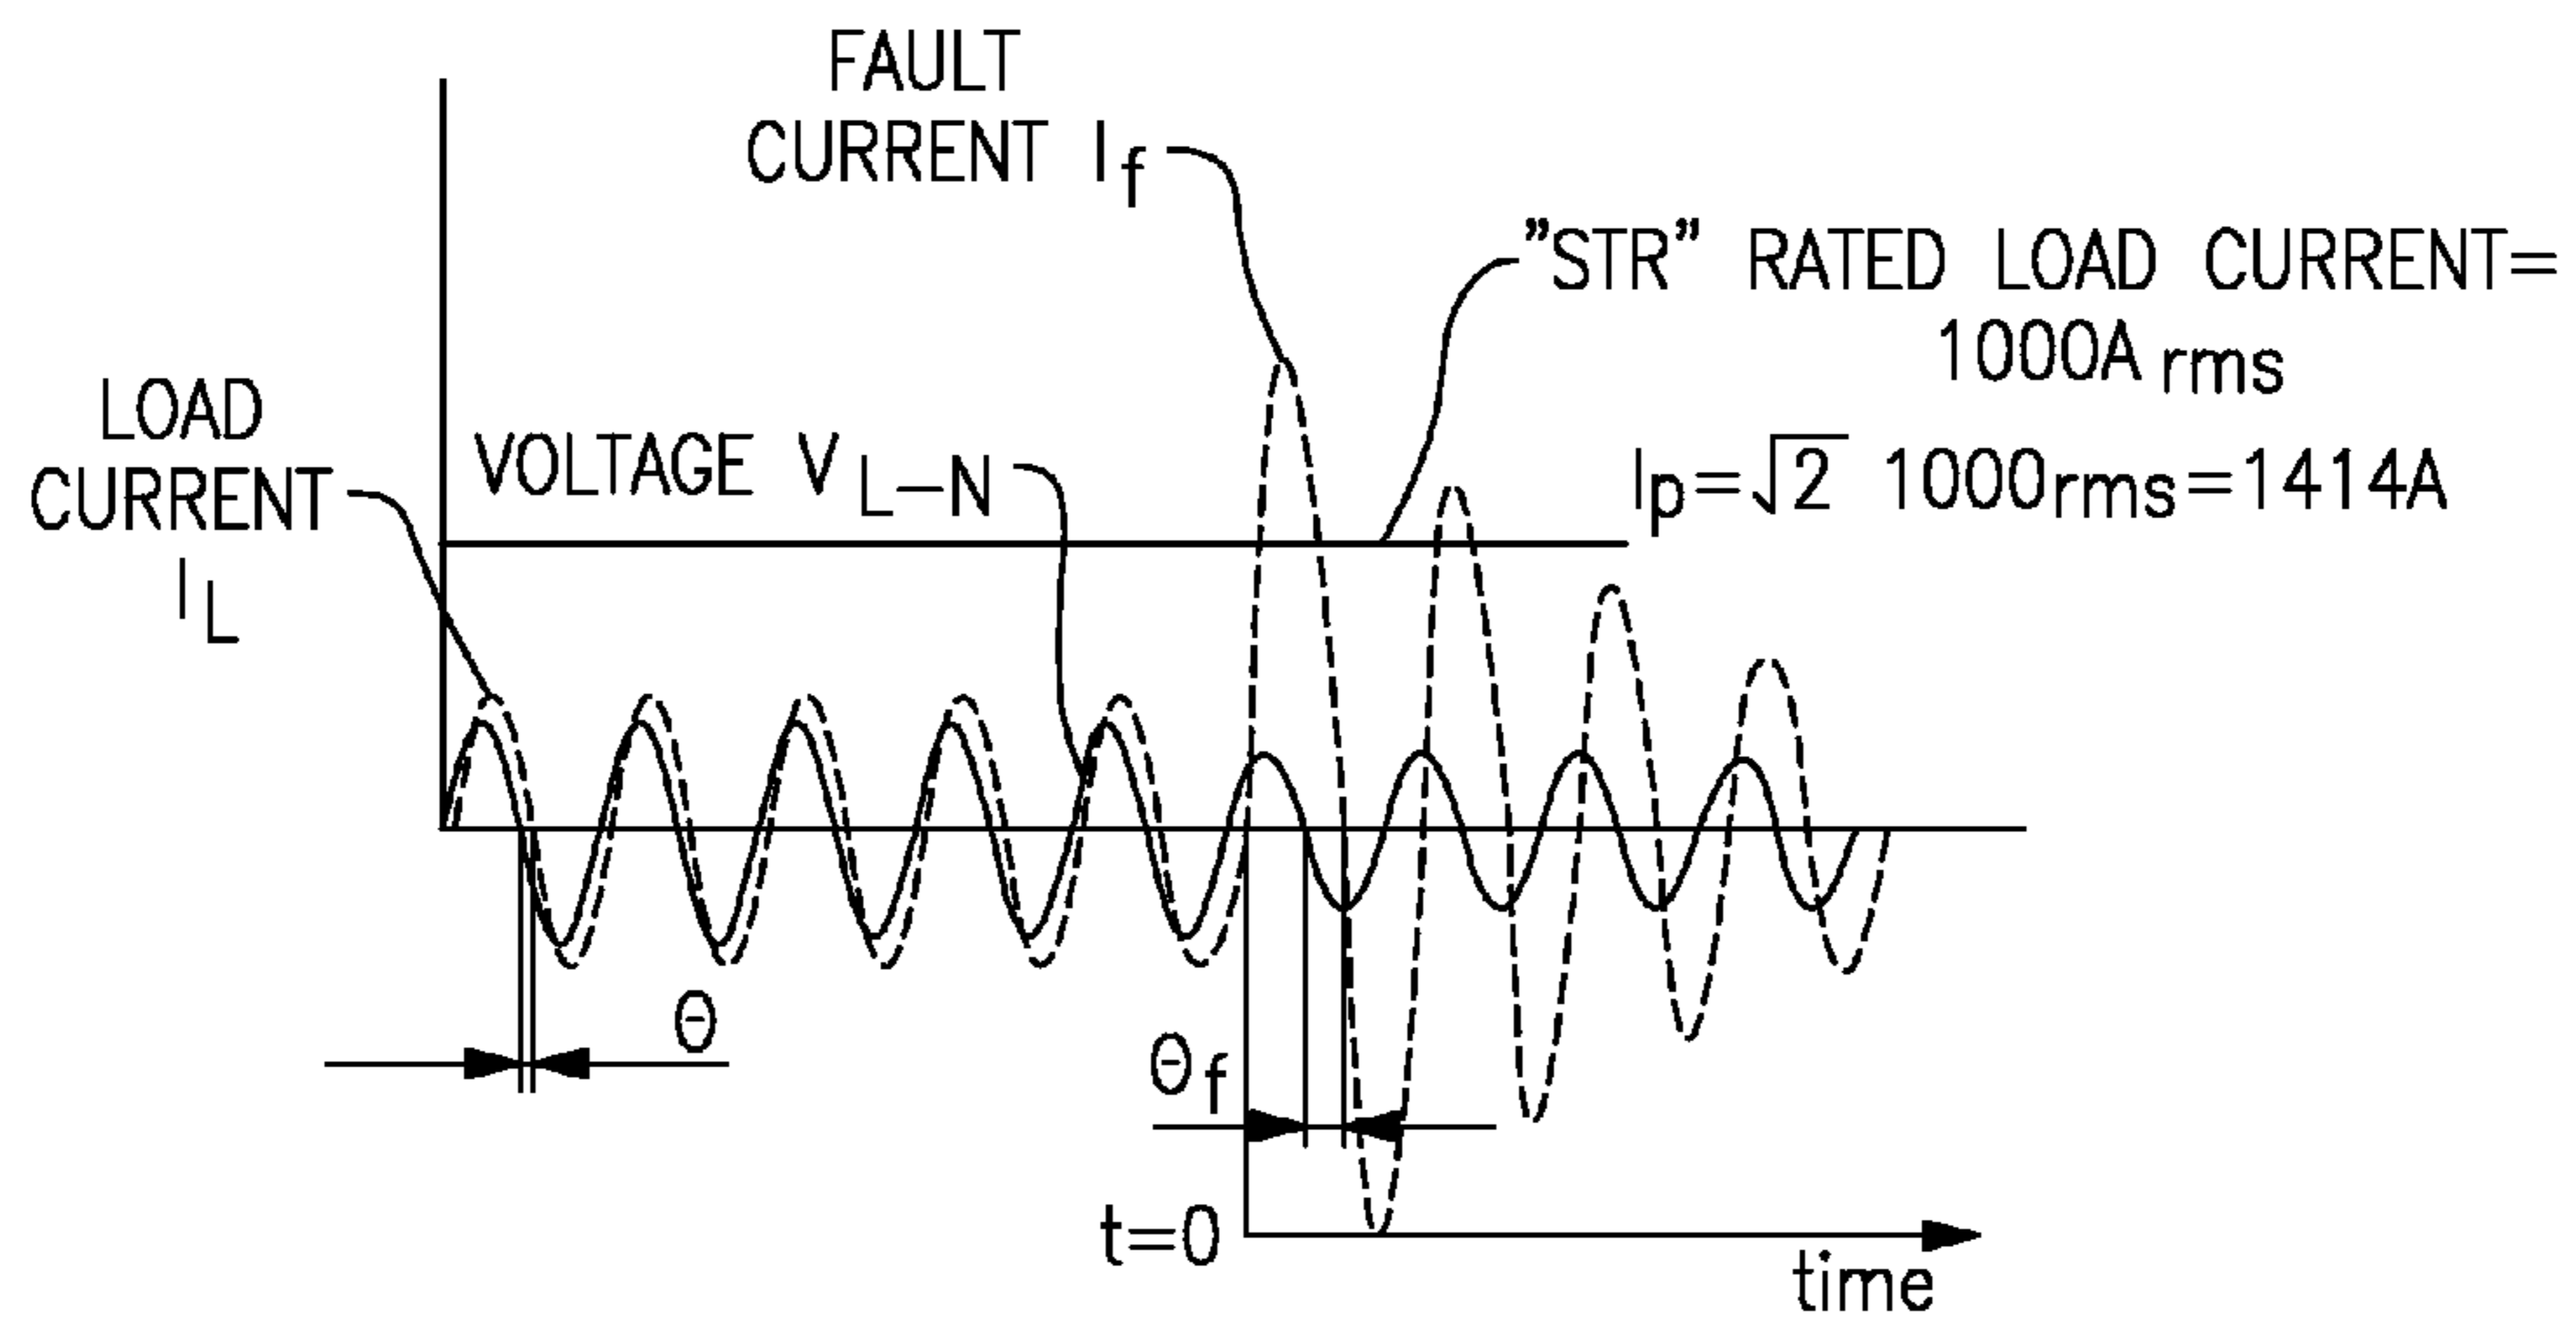 FAULT
CURRENT If
"STR" RATED LOAD CURRENT=
1000A rms
Ip=√2 1000rms=1414A
LOAD
CURRENT
IL
VOLTAGE VL-N
θ
θf
t=0
time